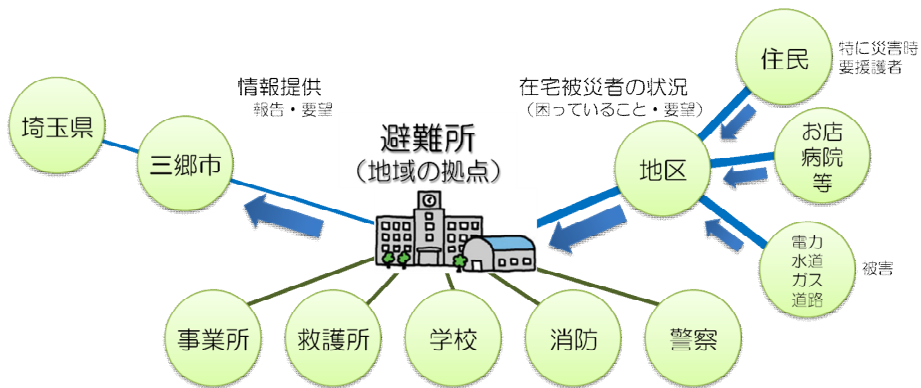 埼玉県
三郷市
情報提供
報告・要望
避難所
（地域の拠点）
在宅被災者の状況
（困っていること・要望）
地区
住民
特に災害時
要援護者
お店
病院
等
電力
水道
ガス
道路
被害
事業所
救護所
学校
消防
警察